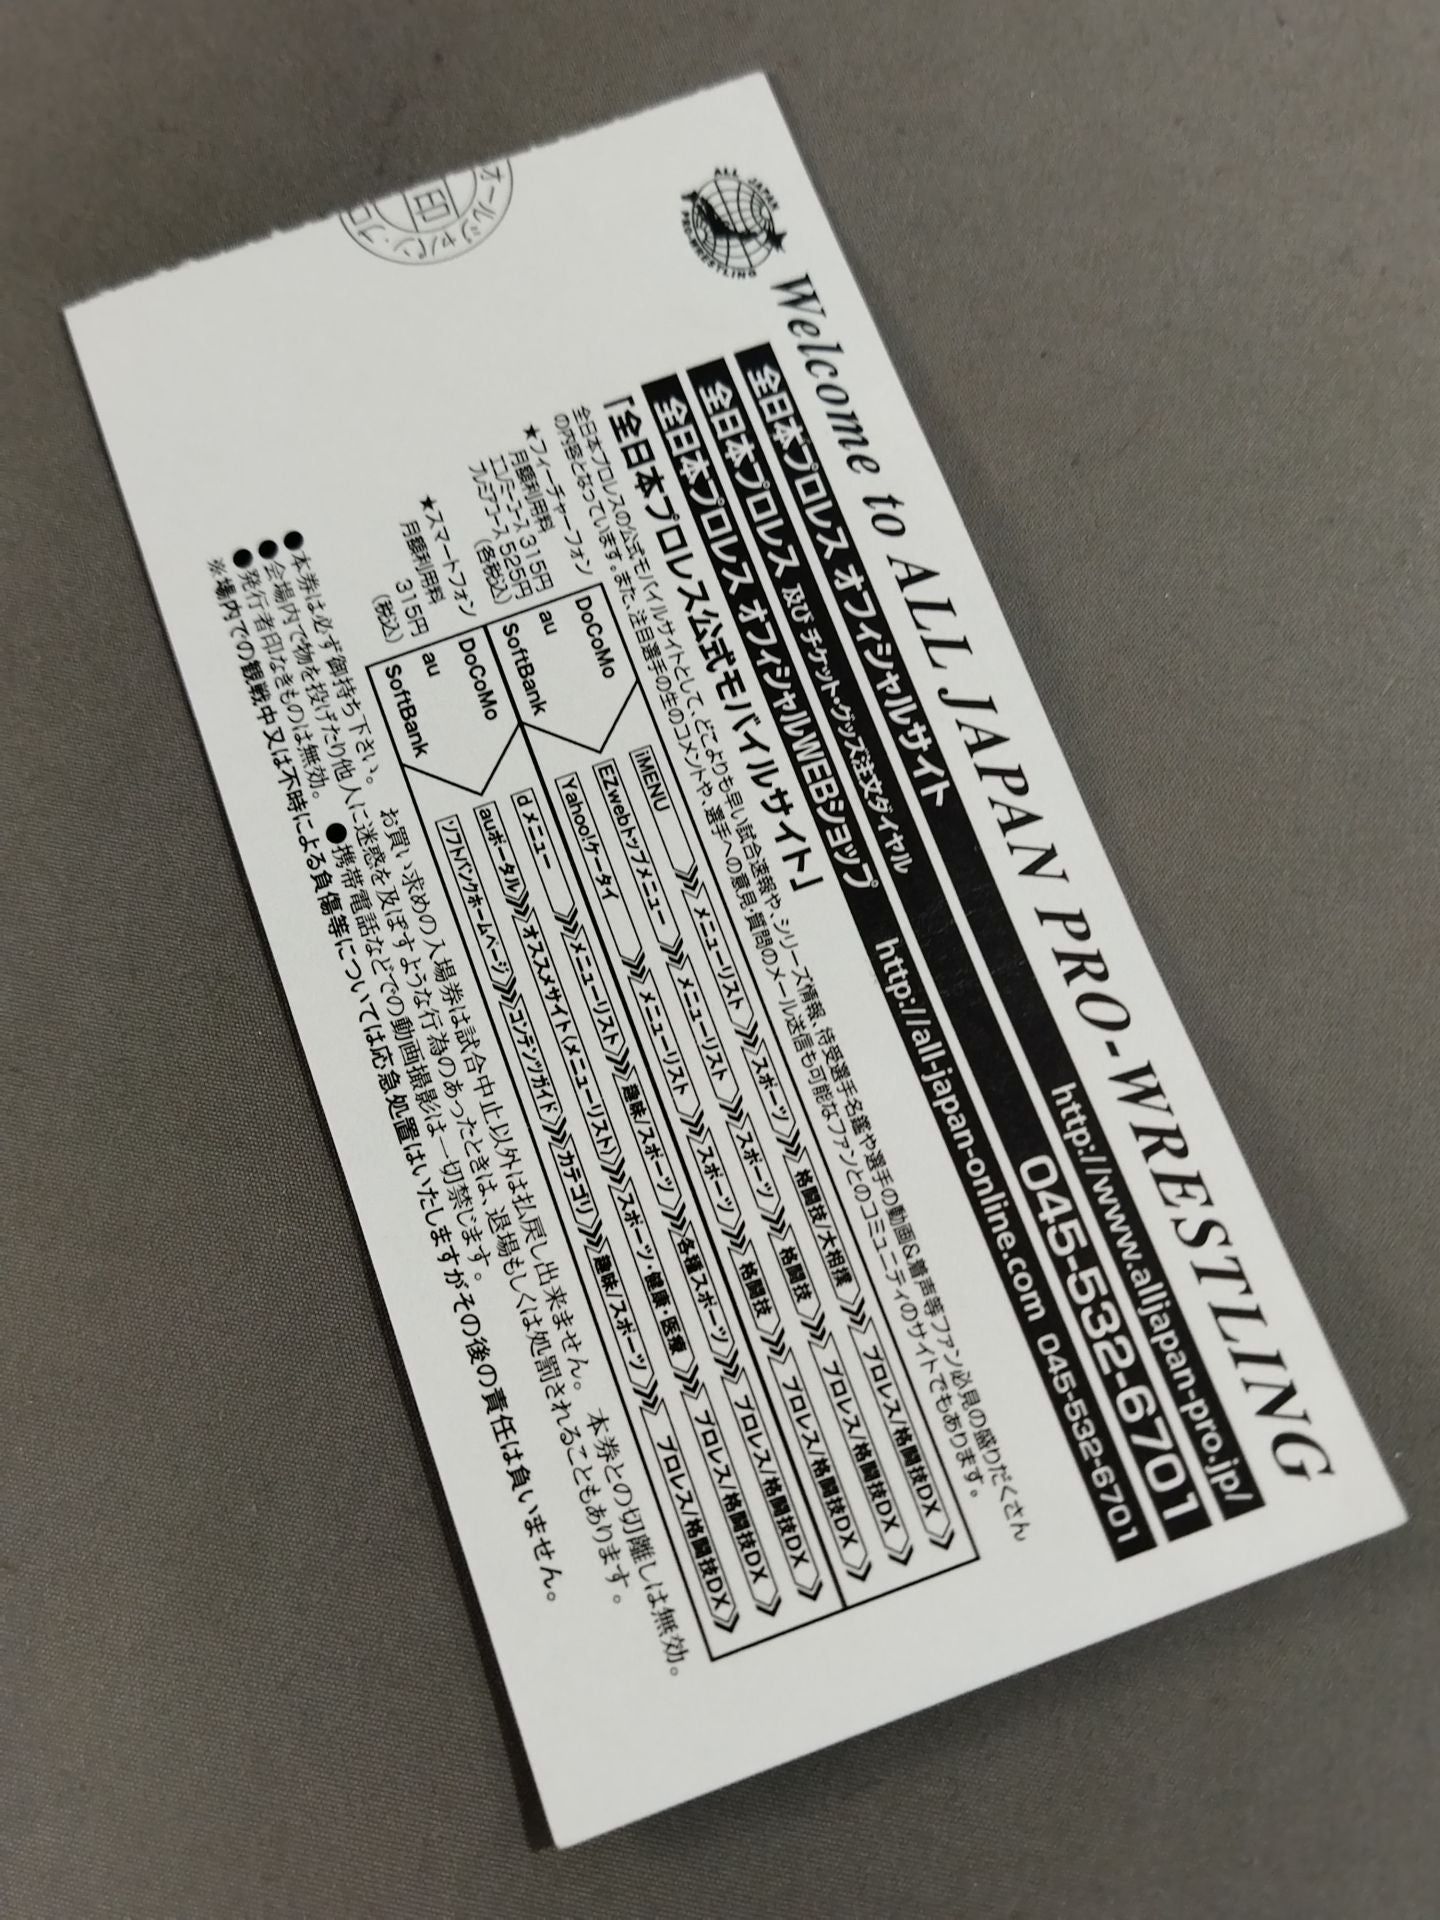 ALL JAPAN
PRO-WRESTLING
Welcome to ALL JAPAN PRO-WRESTLING
全日本プロレス オフィシャルサイト http://www.alljapan-pro.jp/
全日本プロレス 及び チケット・グッズ注文ダイヤル 045-532-6701
全日本プロレス オフィシャルWEBショップ http://all-japan-online.com 045-532-6701
「全日本プロレス公式モバイルサイト」
全日本プロレスの公式モバイルサイトとして、どこよりも早い試合速報や、シリーズ情報、待受選手名鑑や選手の動画&着声等ファン必見の盛りだくさん
の内容となっています。また、注目選手の生のコメントや、選手への意見・質問のメール送信も可能なファンとのコミュニティのサイトでもあります。
★フィーチャーフォン
月額利用料
エコノミーコース 315円
プレミアコース 525円
(各税込)
DoCoMo iMENU メニューリスト スポーツ 格闘技/大相撲 プロレス/格闘技DX
au EZwebトップメニュー メニューリスト スポーツ 格闘技 プロレス/格闘技DX
SoftBank Yahoo!ケータイ メニューリスト スポーツ 格闘技 プロレス/格闘技DX
★スマートフォン
月額利用料
315円
(税込)
DoCoMo dメニュー メニューリスト 趣味/スポーツ 各種スポーツ プロレス/格闘技DX
au auポータル オススメサイト(メニューリスト) スポーツ・健康・医療 プロレス/格闘技DX
SoftBank ソフトバンクホームページ コンテンツガイド カテゴリ 趣味/スポーツ プロレス/格闘技DX
●本券は必ず御持ち下さい。 お買い求めの入場券は試合中止以外は払戻し出来ません。 本券との切離しは無効。
●会場内で物を投げたり他人に迷惑を及ぼすような行為のあったときは、退場もしくは処罰されることもあります。
●発行者印なきものは無効。 ●携帯電話などでの動画撮影は一切禁じます。
※場内での観戦中又は不時による負傷等については応急処置はいたしますがその後の責任は負いません。
オールジャパン・プロ
印